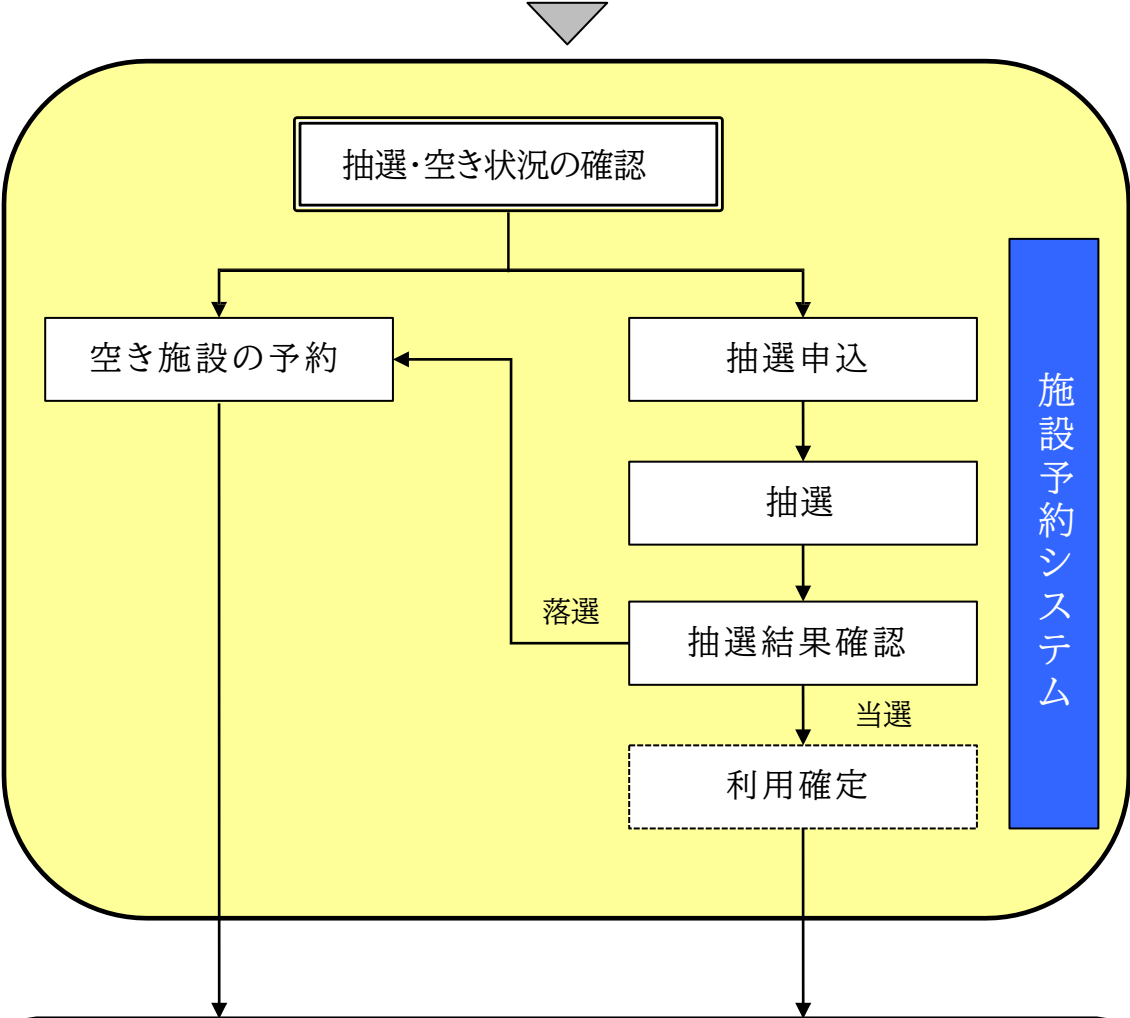 抽選・空き状況の確認
空き施設の予約
抽選申込
抽選
落選
抽選結果確認
当選
利用確定
施設予約システム